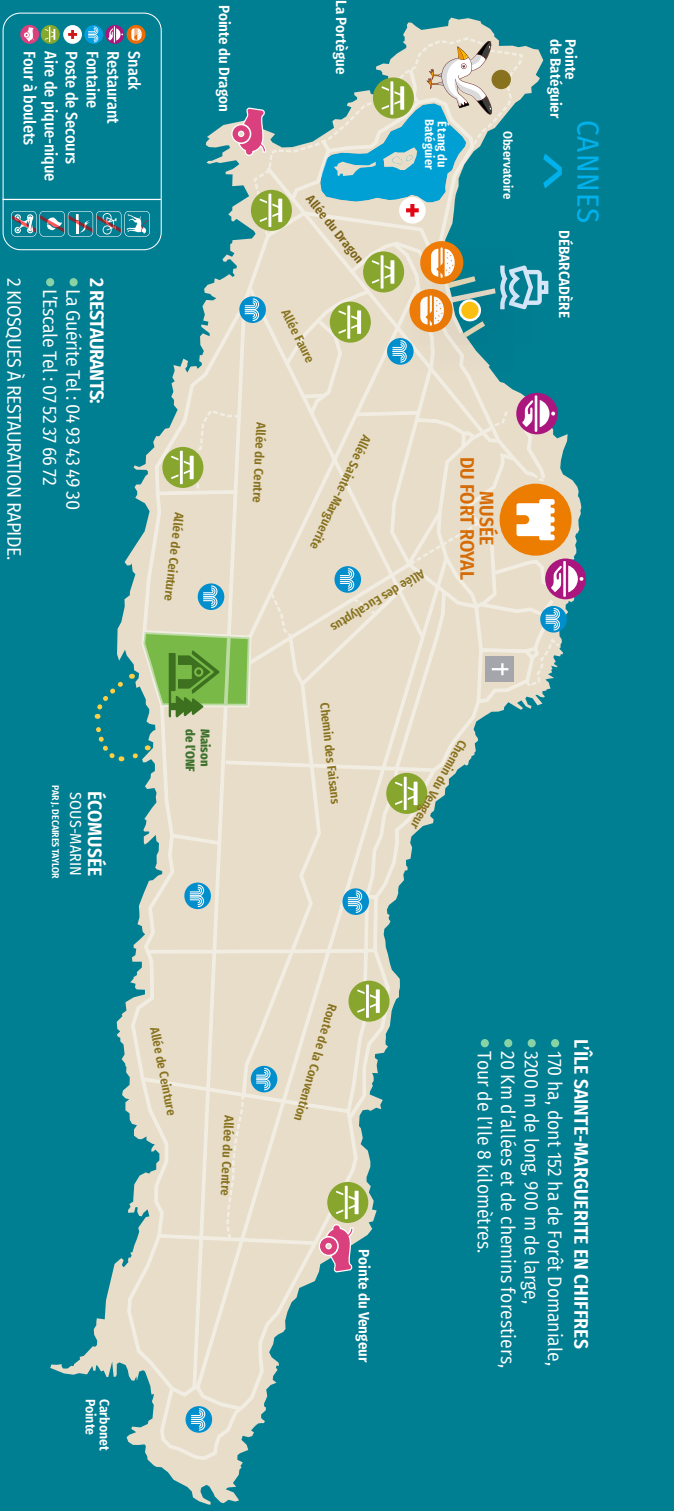 CANNES
Pointe
de Batéguier
Observatoire
DÉBARCADÈRE
La Portègue
Étang du
Batéguier
Pointe du Dragon
Allée du Dragon
Allée Faure
Allée Sainte-Marguerite
Allée du Centre
Allée de Ceinture
MUSÉE
DU FORT ROYAL
Allée des Eucalyptus
Chemin du Vengeur
Chemin des Faisans
Maison
de l'ONF
ÉCOMUSÉE
SOUS-MARIN
PAR J. DECAIRES TAYLOR
Route de la Convention
Allée de Ceinture
Allée du Centre
Pointe du Vengeur
Carbonet
Pointe
L'ÎLE SAINTE-MARGUERITE EN CHIFFRES
• 170 ha, dont 152 ha de Forêt Domaniale,
• 3200 m de long, 900 m de large,
• 20 Km d'allées et de chemins forestiers,
• Tour de l'Ile 8 kilomètres.
Snack
Restaurant
Fontaine
Poste de Secours
Aire de pique-nique
Four à boulets
2 RESTAURANTS:
• La Guérite Tel : 04 93 43 49 30
• L'Escale Tel : 07 52 37 66 72
2 KIOSQUES À RESTAURATION RAPIDE.